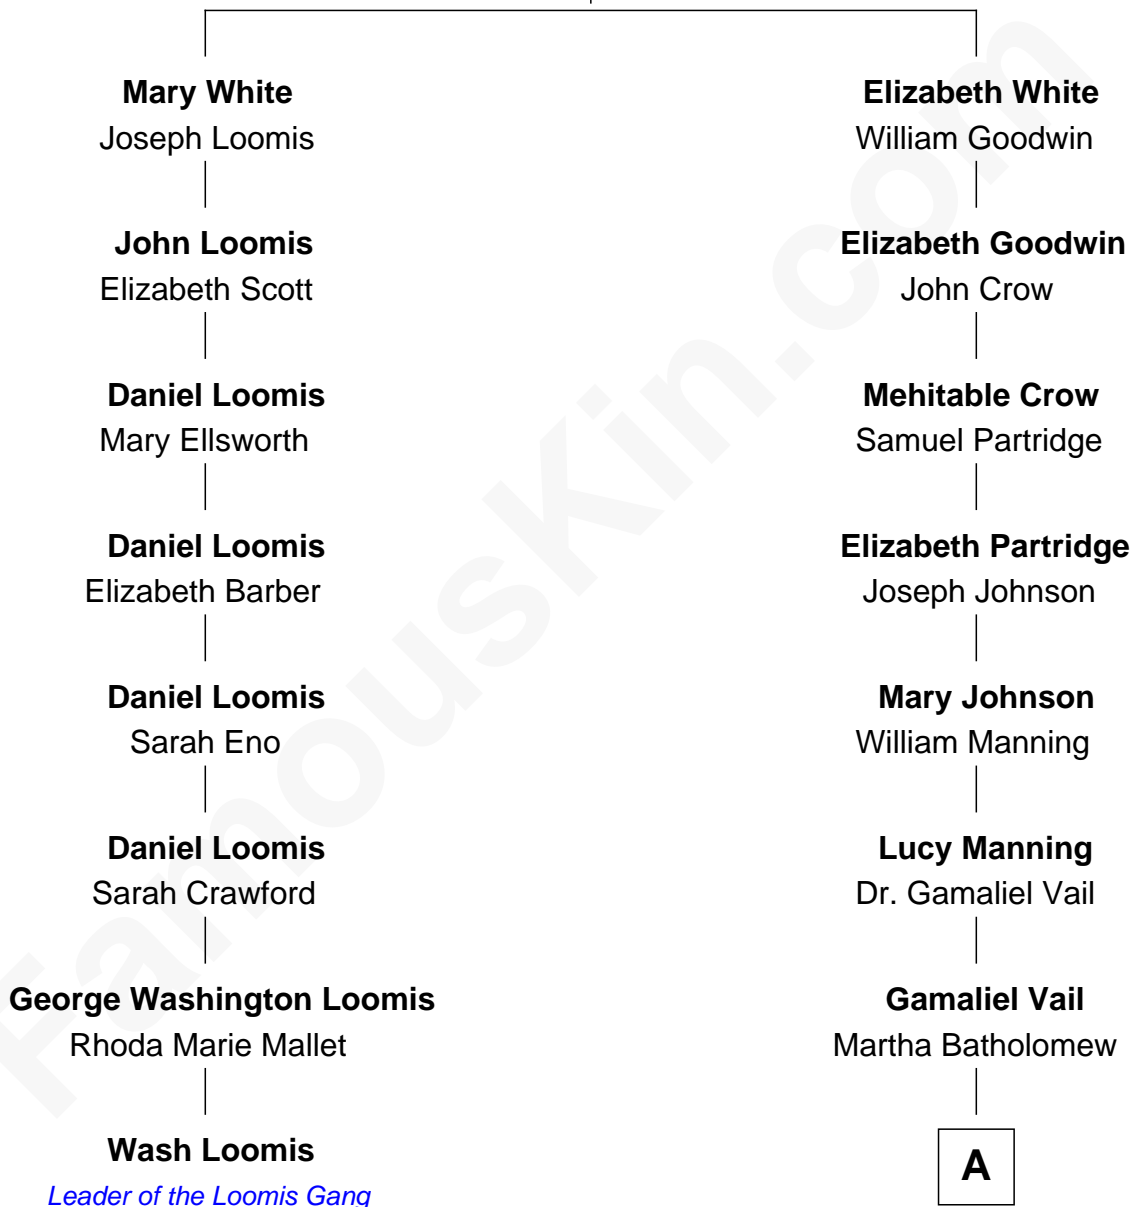 Mary White
Joseph Loomis
John Loomis
Elizabeth Scott
Daniel Loomis
Mary Ellsworth
Daniel Loomis
Elizabeth Barber
Daniel Loomis
Sarah Eno
Daniel Loomis
Sarah Crawford
George Washington Loomis
Rhoda Marie Mallet
Wash Loomis
Leader of the Loomis Gang
Elizabeth White
William Goodwin
Elizabeth Goodwin
John Crow
Mehitable Crow
Samuel Partridge
Elizabeth Partridge
Joseph Johnson
Mary Johnson
William Manning
Lucy Manning
Dr. Gamaliel Vail
Gamaliel Vail
Martha Batholomew
A
FamousKin.com